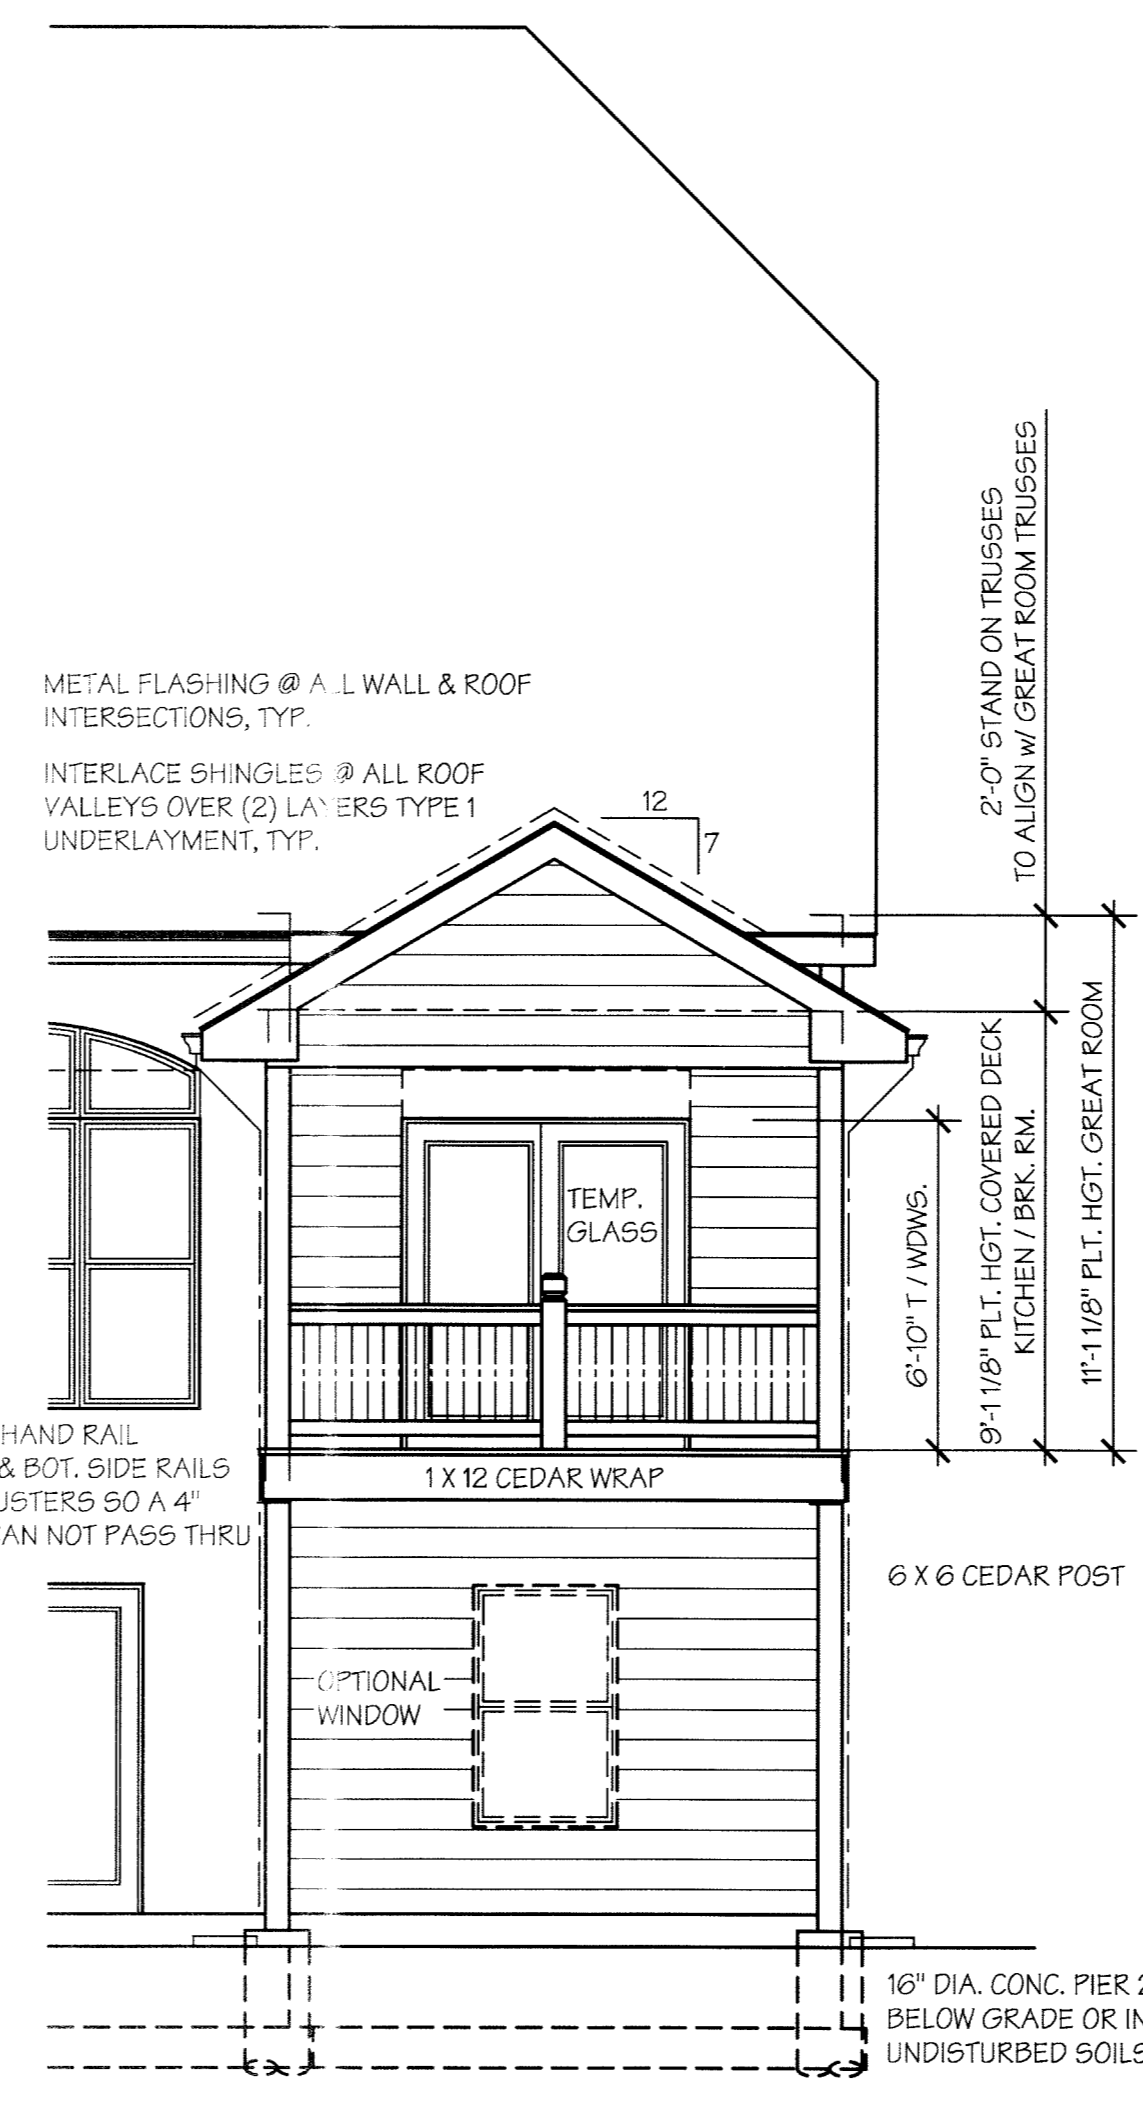 METAL FLASHING @ ALL WALL & ROOF
INTERSECTIONS, TYP.
INTERLACE SHINGLES @ ALL ROOF
VALLEYS OVER (2) LAYERS TYPE 1
UNDERLAYMENT, TYP.
12
7
2'-0" STAND ON TRUSSES
TO ALIGN w/ GREAT ROOM TRUSSES
TEMP.
GLASS
6'-10" T / WDWS.
9'-1 1/8" PLT. HGT. COVERED DECK
KITCHEN / BRK. RM.
11'-1 1/8" PLT. HGT. GREAT ROOM
HAND RAIL
& BOT. SIDE RAILS
USTERS SO A 4"
AN NOT PASS THRU
1 X 12 CEDAR WRAP
6 X 6 CEDAR POST
OPTIONAL
WINDOW
16" DIA. CONC. PIER
BELOW GRADE OR IN
UNDISTURBED SOILS